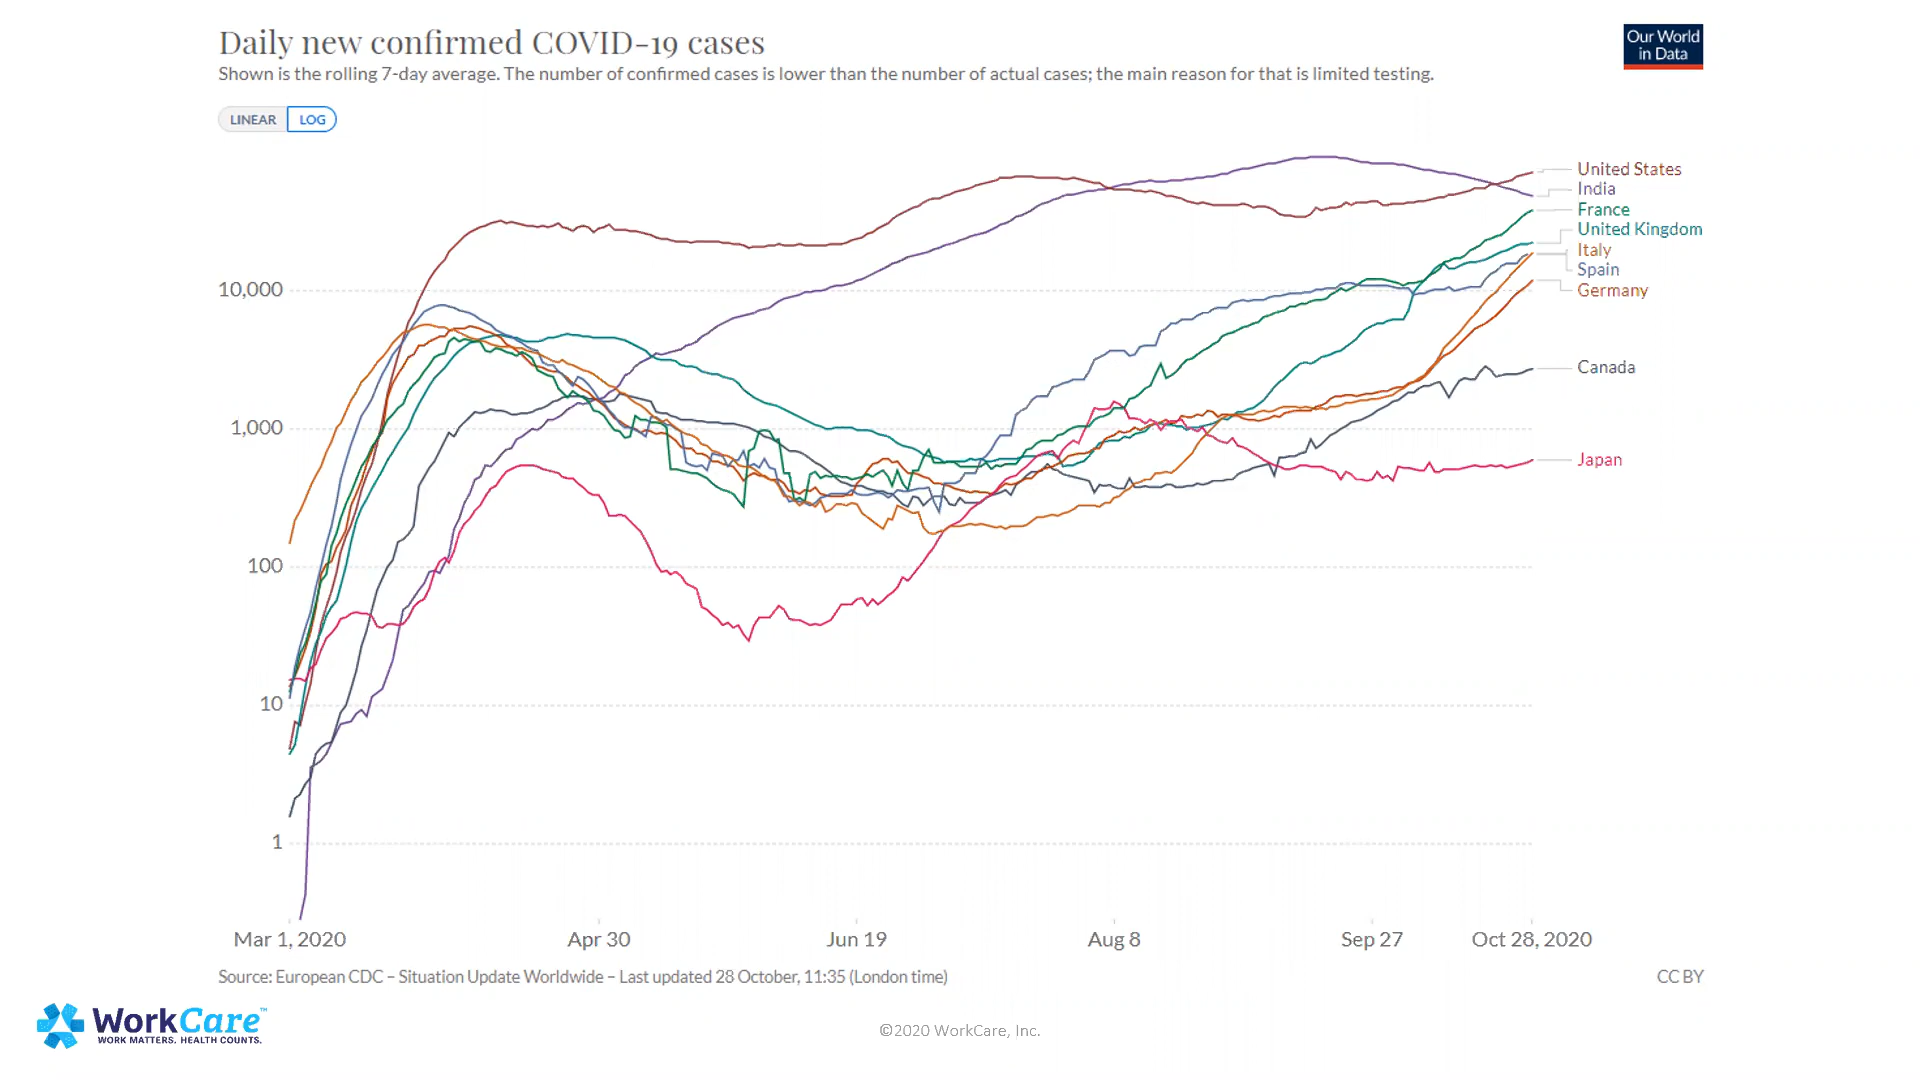 Daily new confirmed COVID-19 cases
Shown is the rolling 7-day average. The number of confirmed cases is lower than the number of actual cases; the main reason for that is limited testing.
Our World
in Data
LINEAR LOG
United States
India
France
United Kingdom
Italy
Spain
Germany
Canada
Japan
10,000
1,000
100
10
1
Mar 1, 2020 Apr 30 Jun 19 Aug 8 Sep 27 Oct 28, 2020
Source: European CDC – Situation Update Worldwide – Last updated 28 October, 11:35 (London time)
CC BY
WorkCare™
WORK MATTERS. HEALTH COUNTS.
©2020 WorkCare, Inc.